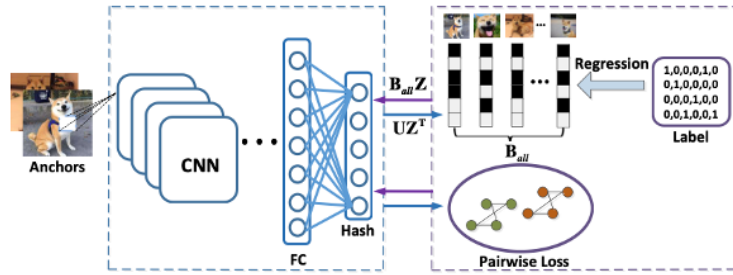 Anchors
CNN
FC
Hash
B_all Z
UZ^T
B_all
Regression
1,0,0,0,1,0
0,1,0,0,0,0
0,0,0,1,0,0
0,0,1,0,0,1
Label
Pairwise Loss